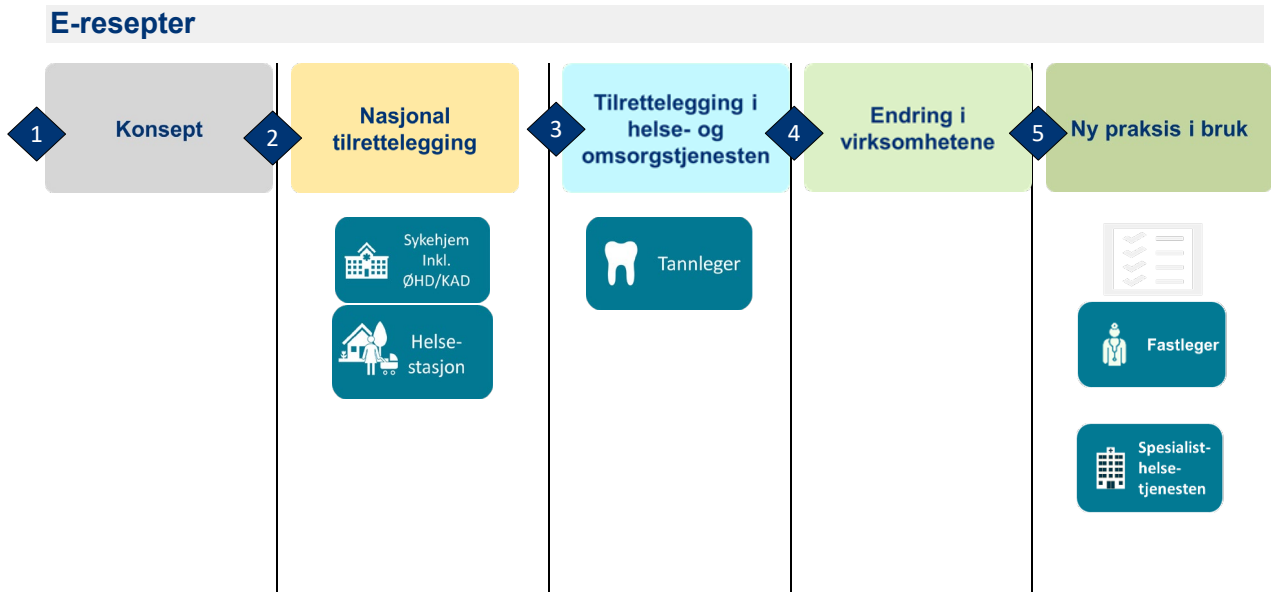 E-resepter
1
Konsept
2
Nasjonal
tilrettelegging
3
Tilrettelegging i
helse- og
omsorgstjenesten
4
Endring i
virksomhetene
5
Ny praksis i bruk
Sykehjem
Inkl.
ØHD/KAD
Helse-
stasjon
Tannleger
Fastleger
Spesialist-
helse-
tjenesten